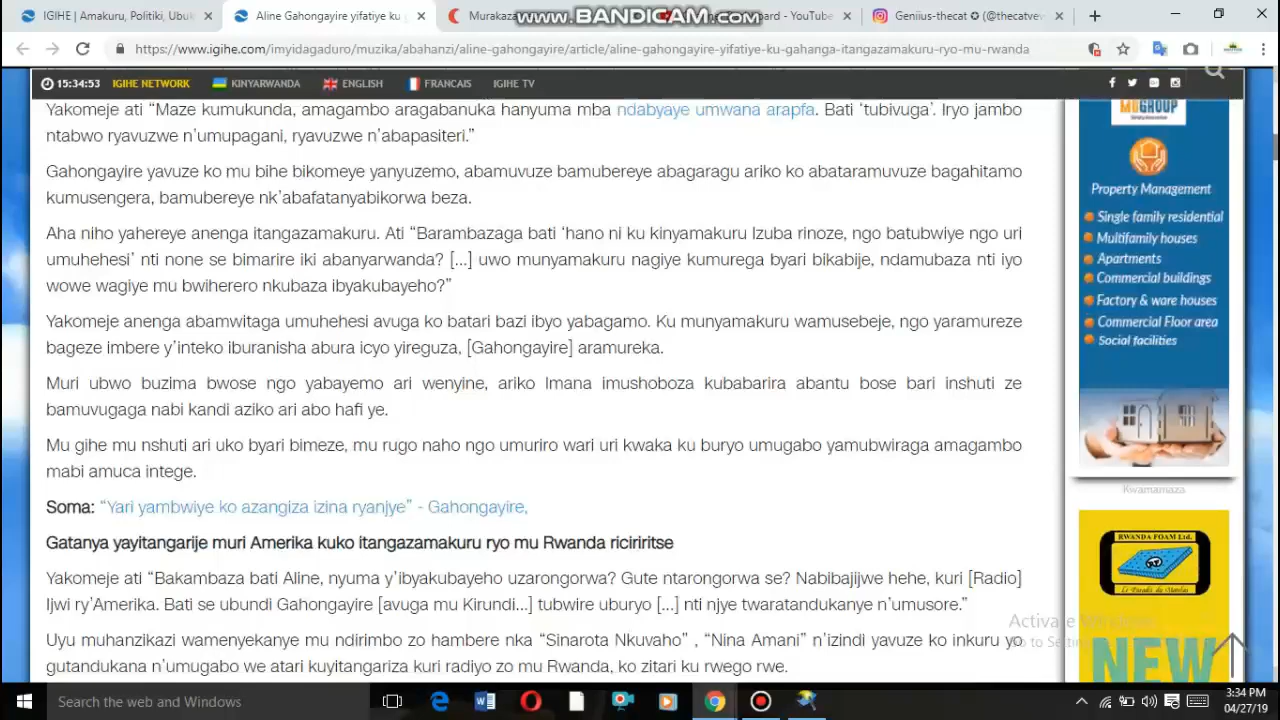 IGIHE | Amakuru, Politiki, Ubuk
Aline Gahongayire yifatiye ku
Murakaza
www.BANDICAM.com
board - YouTube
Geniius-thecat ✪ (@thecatvev
https://www.igihe.com/imyidagaduro/muzika/abahanzi/aline-gahongayire/article/aline-gahongayire-yifatiye-ku-gahanga-itangazamakuru-ryo-mu-rwanda
15:34:53 IGIHE NETWORK KINYARWANDA ENGLISH FRANCAIS IGIHE TV
Yakomeje ati “Maze kumukunda, amagambo aragabanuka hanyuma mba ndabyaye umwana arapfa. Bati ‘tubivuga’. Iryo jambo
ntabwo ryavuzwe n’umupagani, ryavuzwe n’abapasiteri.”
Gahongayire yavuze ko mu bihe bikomeye yanyuzemo, abamuvuze bamubereye abagaragu ariko ko abataramuvuze bagahitamo
kumusengera, bamubereye nk’abafatanyabikorwa beza.
Aha niho yahereye anenga itangazamakuru. Ati “Barambazaga bati ‘hano ni ku kinyamakuru Izuba rinoze, ngo batubwiye ngo uri
umuhehesi’ nti none se bimarire iki abanyarwanda? [...] uwo munyamakuru nagiye kumurega byari bikabije, ndamubaza nti iyo
wowe wagiye mu bwiherero nkubaza ibyakubayeho?”
Yakomeje anenga abamwitaga umuhehesi avuga ko batari bazi ibyo yabagamo. Ku munyamakuru wamusebeje, ngo yaramureze
bageze imbere y’inteko iburanisha abura icyo yireguza, [Gahongayire] aramureka.
Muri ubwo buzima bwose ngo yabayemo ari wenyine, ariko Imana imushoboza kubabarira abantu bose bari inshuti ze
bamuvugaga nabi kandi aziko ari abo hafi ye.
Mu gihe mu nshuti ari uko byari bimeze, mu rugo naho ngo umuriro wari uri kwaka ku buryo umugabo yamubwiraga amagambo
mabi amuca intege.
Soma: “Yari yambwiye ko azangiza izina ryanjye” - Gahongayire,
Gatanya yayitangarije muri Amerika kuko itangazamakuru ryo mu Rwanda riciriritse
Yakomeje ati “Bakambaza bati Aline, nyuma y’ibyakubayeho uzarongorwa? Gute ntarongorwa se? Nabibajijwe hehe, kuri [Radio]
Ijwi ry’Amerika. Bati se ubundi Gahongayire [avuga mu Kirundi...] tubwire uburyo [...] nti njye twaratandukanye n’umusore.”
Uyu muhanzikazi wamenyekanye mu ndirimbo zo hambere nka “Sinarota Nkuvaho” , “Nina Amani” n’izindi yavuze ko inkuru yo
gutandukana n’umugabo we atari kuyitangariza kuri radiyo zo mu Rwanda, ko zitari ku rwego rwe.
GROUP
Property Management
Single family residential
Multifamily houses
Apartments
Commercial buildings
Factory & ware houses
Commercial Floor area
Social facilities
Kwamamaza
RWANDA FOAM Ltd.
Activate Windows
Go to Settings
NEW
Search the web and Windows
3:34 PM
04/27/19